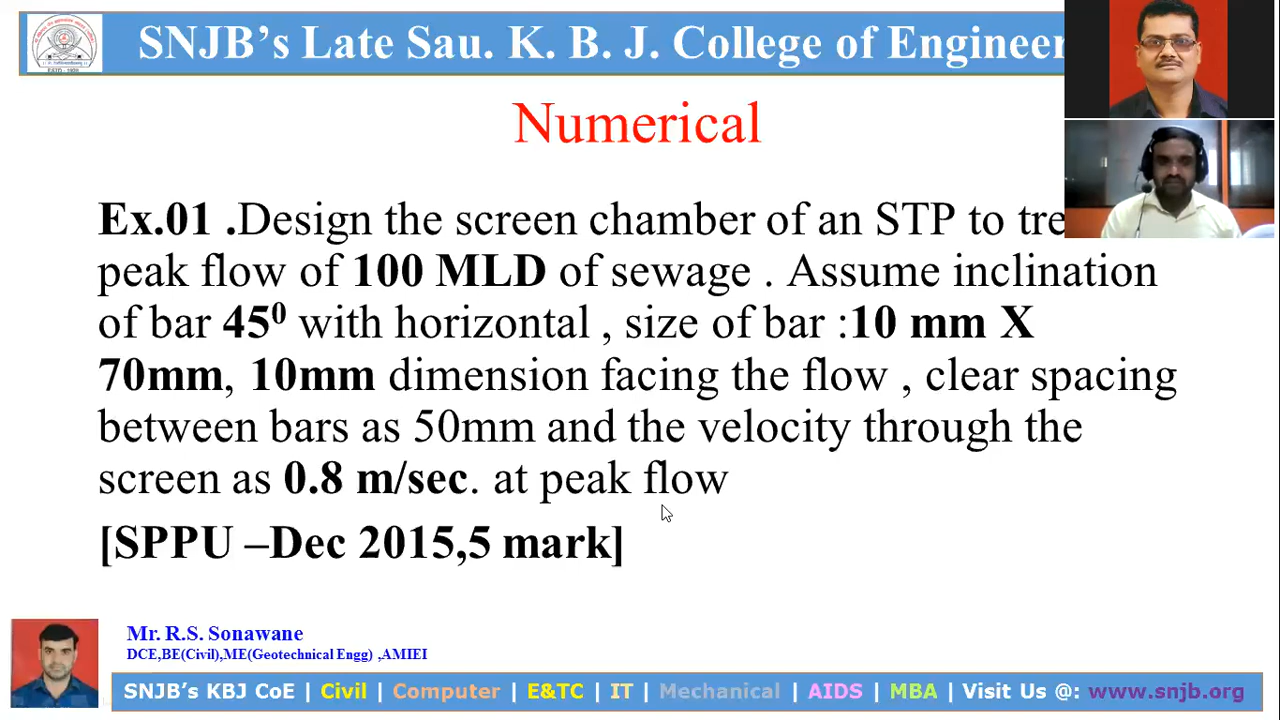 SNJB's Late Sau. K. B. J. College of Engineer
Numerical
Ex.01 .Design the screen chamber of an STP to tre
peak flow of 100 MLD of sewage . Assume inclination
of bar 45⁰ with horizontal , size of bar :10 mm X
70mm, 10mm dimension facing the flow , clear spacing
between bars as 50mm and the velocity through the
screen as 0.8 m/sec. at peak flow
[SPPU –Dec 2015,5 mark]
Mr. R.S. Sonawane
DCE,BE(Civil),ME(Geotechnical Engg) ,AMIEI
SNJB's KBJ CoE | Civil | Computer | E&TC | IT | Mechanical | AIDS | MBA | Visit Us @: www.snjb.org